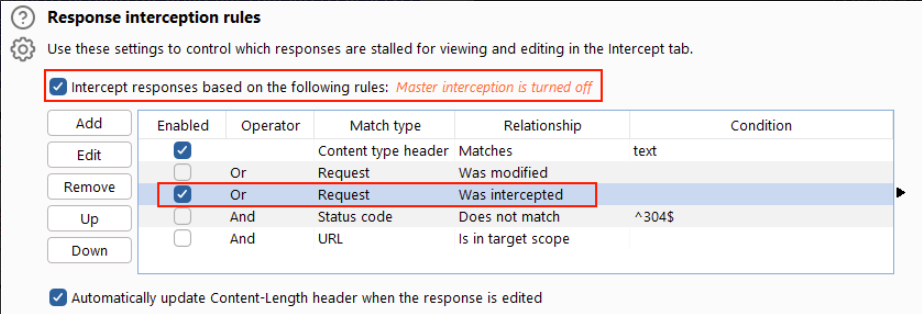 Response interception rules
Use these settings to control which responses are stalled for viewing and editing in the Intercept tab.
Intercept responses based on the following rules: Master interception is turned off
Add
Edit
Remove
Up
Down
Enabled Operator Match type Relationship Condition
Content type header Matches text
Or Request Was modified
Or Request Was intercepted
And Status code Does not match ^304$
And URL Is in target scope
Automatically update Content-Length header when the response is edited